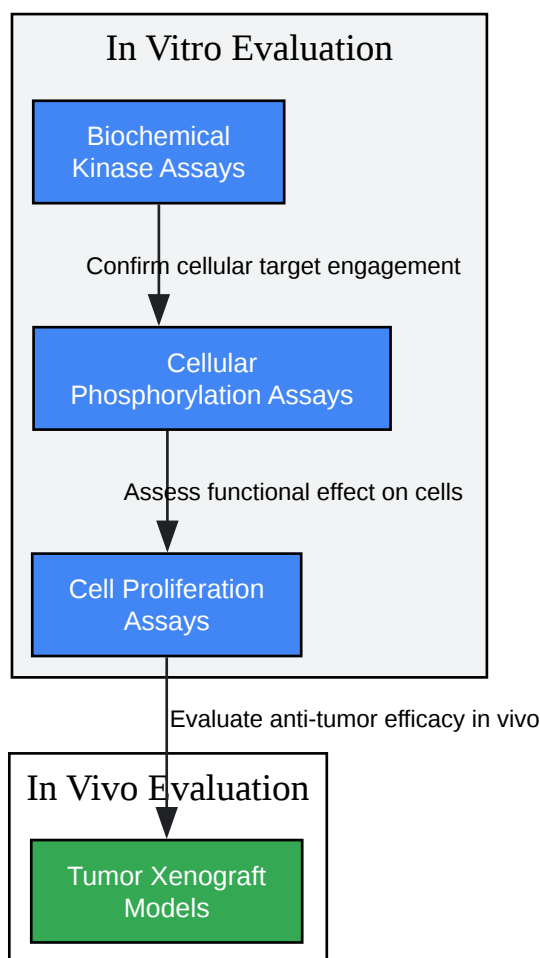 In Vitro Evaluation
Biochemical
Kinase Assays
Confirm cellular target engagement
Cellular
Phosphorylation Assays
Assess functional effect on cells
Cell Proliferation
Assays
Evaluate anti-tumor efficacy in vivo
In Vivo Evaluation
Tumor Xenograft
Models